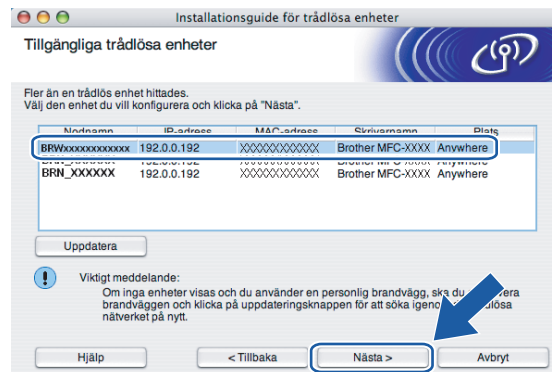 Installationsguide för trådlösa enheter
Tillgängliga trådlösa enheter
Fler än en trådlös enhet hittades.
Välj den enhet du vill konfigurera och klicka på "Nästa".
Nodnamn IP-adress MAC-adress Skrivarnamn Plats
BRWxxxxxxxxxxxx 192.0.0.192 XXXXXXXXXXXX Brother MFC-XXXX Anywhere
BRN_XXXXXX 192.0.0.192 XXXXXXXXXXXX Brother MFC-XXXX Anywhere
Uppdatera
Viktigt meddelande:
Om inga enheter visas och du använder en personlig brandvägg, ska du
brandväggen och klicka på uppdateringsknappen för att söka
nätverket på nytt.
Hjälp
< Tillbaka
Nästa >
Avbryt